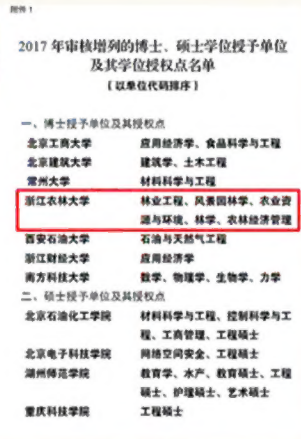 附件 1
2017 年审核增列的博士、硕士学位授予单位
及其学位授权点名单
（以单位代码排序）
一、博士授予单位及其授权点
北京工商大学 应用经济学、食品科学与工程
北京建筑大学 建筑学、土木工程
常州大学 材料科学与工程
浙江农林大学 林业工程、风景园林学、农业资
源与环境、林学、农林经济管理
西安石油大学 石油与天然气工程
浙江财经大学 应用经济学
南方科技大学 数学、物理学、生物学、力学
二、硕士授予单位及其授权点
北京石油化工学院 材料科学与工程、控制科学与工
程、工商管理、工程硕士
北京电子科技学院 网络空间安全、工程硕士
湖州师范学院 教育学、水产、教育硕士、工程
硕士、护理硕士、艺术硕士
重庆科技学院 工程硕士